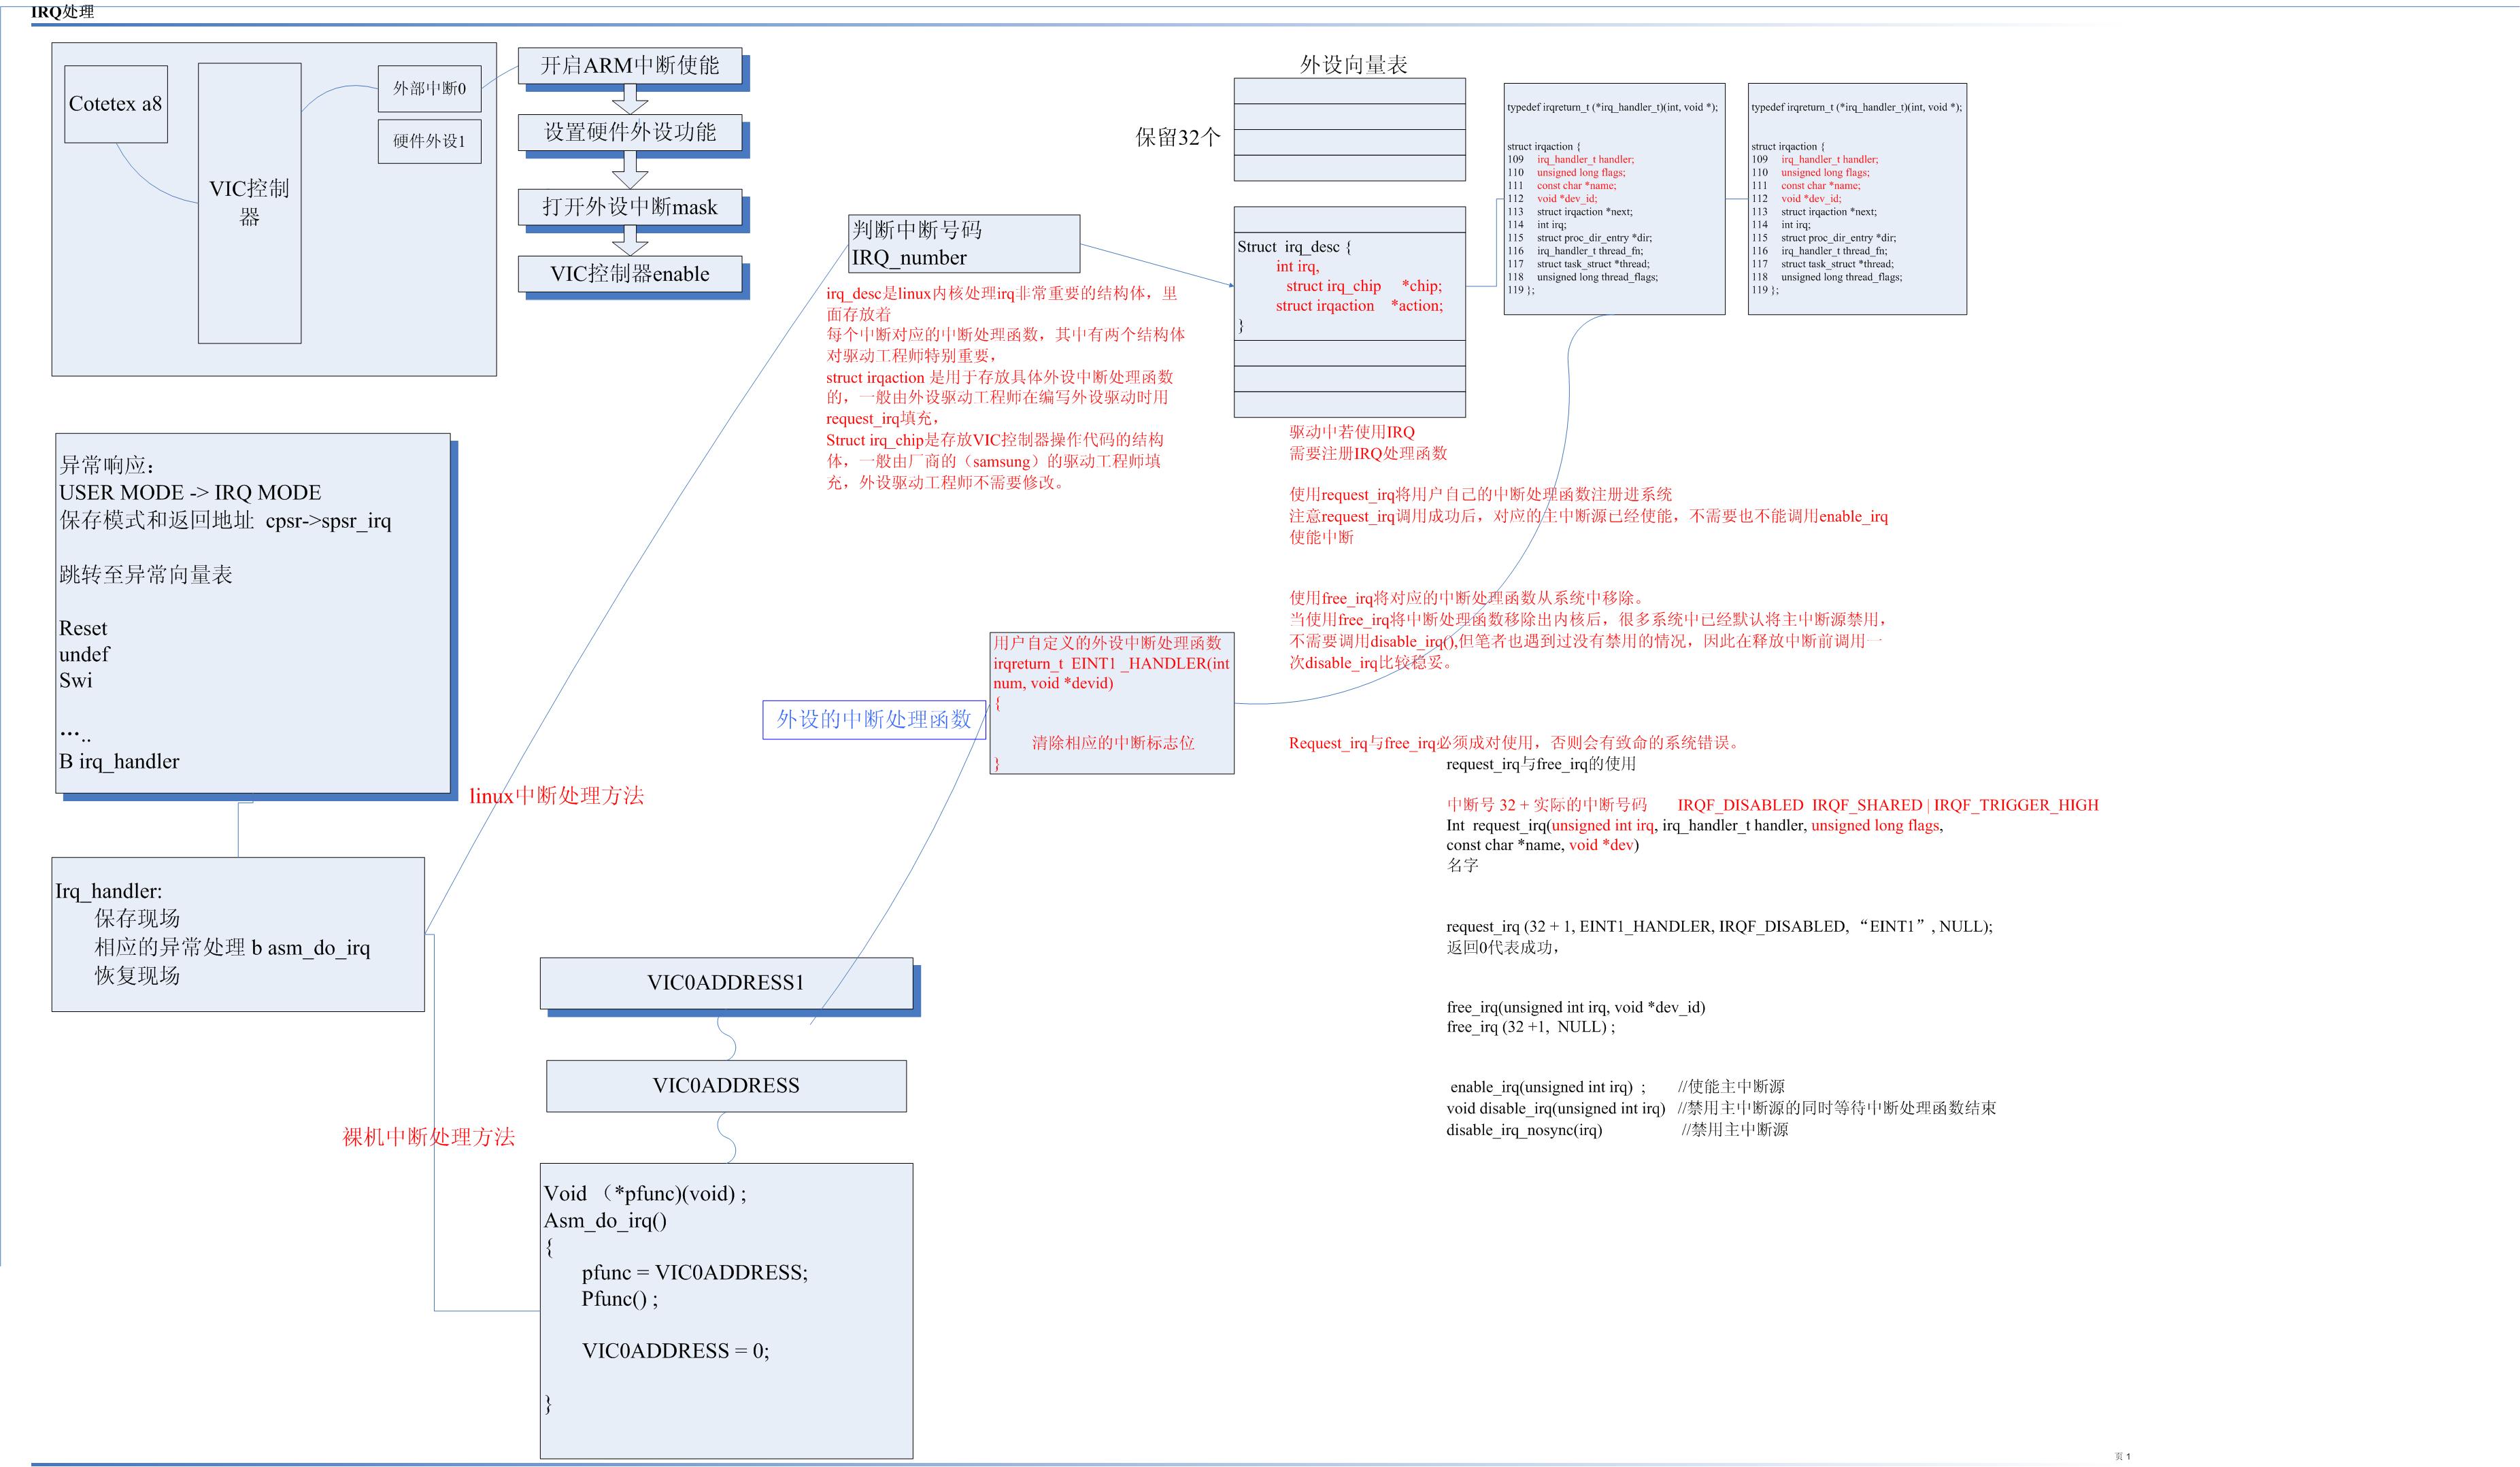 IRQ处理
Cotetex a8
VIC控制
器
外部中断0
硬件外设1
开启ARM中断使能
设置硬件外设功能
打开外设中断mask
VIC控制器enable
异常响应：
USER MODE -> IRQ MODE
保存模式和返回地址 cpsr->spsr_irq
跳转至异常向量表
Reset
undef
Swi
…..
B irq_handler
linux中断处理方法
Irq_handler:
保存现场
相应的异常处理 b asm_do_irq
恢复现场
裸机中断处理方法
VIC0ADDRESS1
VIC0ADDRESS
Void （*pfunc)(void) ;
Asm_do_irq()
{
pfunc = VIC0ADDRESS;
Pfunc() ;
VIC0ADDRESS = 0;
}
判断中断号码
IRQ_number
irq_desc是linux内核处理irq非常重要的结构体，里
面存放着
每个中断对应的中断处理函数，其中有两个结构体
对驱动工程师特别重要，
struct irqaction 是用于存放具体外设中断处理函数
的，一般由外设驱动工程师在编写外设驱动时用
request_irq填充，
Struct irq_chip是存放VIC控制器操作代码的结构
体，一般由厂商的（samsung）的驱动工程师填
充，外设驱动工程师不需要修改。
外设的中断处理函数
用户自定义的外设中断处理函数
irqreturn_t EINT1 _HANDLER(int
num, void *devid)
{
清除相应的中断标志位
}
外设向量表
保留32个
Struct irq_desc {
int irq,
struct irq_chip *chip;
struct irqaction *action;
}
typedef irqreturn_t (*irq_handler_t)(int, void *);
struct irqaction {
109 irq_handler_t handler;
110 unsigned long flags;
111 const char *name;
112 void *dev_id;
113 struct irqaction *next;
114 int irq;
115 struct proc_dir_entry *dir;
116 irq_handler_t thread_fn;
117 struct task_struct *thread;
118 unsigned long thread_flags;
119 };
typedef irqreturn_t (*irq_handler_t)(int, void *);
struct irqaction {
109 irq_handler_t handler;
110 unsigned long flags;
111 const char *name;
112 void *dev_id;
113 struct irqaction *next;
114 int irq;
115 struct proc_dir_entry *dir;
116 irq_handler_t thread_fn;
117 struct task_struct *thread;
118 unsigned long thread_flags;
119 };
驱动中若使用IRQ
需要注册IRQ处理函数
使用request_irq将用户自己的中断处理函数注册进系统
注意request_irq调用成功后，对应的主中断源已经使能，不需要也不能调用enable_irq
使能中断
使用free_irq将对应的中断处理函数从系统中移除。
当使用free_irq将中断处理函数移除出内核后，很多系统中已经默认将主中断源禁用，
不需要调用disable_irq(),但笔者也遇到过没有禁用的情况，因此在释放中断前调用一
次disable_irq比较稳妥。
Request_irq与free_irq必须成对使用，否则会有致命的系统错误。
request_irq与free_irq的使用
中断号 32 + 实际的中断号码 IRQF_DISABLED IRQF_SHARED | IRQF_TRIGGER_HIGH
Int request_irq(unsigned int irq, irq_handler_t handler, unsigned long flags,
const char *name, void *dev)
名字
request_irq (32 + 1, EINT1_HANDLER, IRQF_DISABLED, “EINT1”, NULL);
返回0代表成功，
free_irq(unsigned int irq, void *dev_id)
free_irq (32 +1, NULL) ;
enable_irq(unsigned int irq) ; //使能主中断源
void disable_irq(unsigned int irq) //禁用主中断源的同时等待中断处理函数结束
disable_irq_nosync(irq) //禁用主中断源
页 1